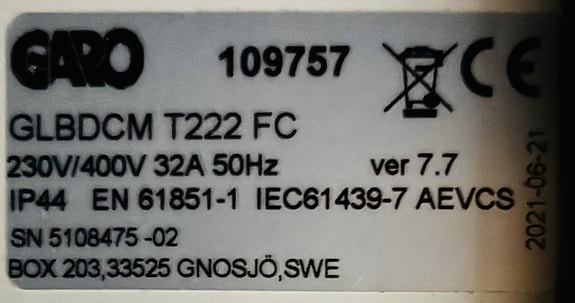 GARO 109757 CE
GLBDCM T222 FC
230V/400V 32A 50Hz ver 7.7
IP44 EN 61851-1 IEC61439-7 AEVCS
SN 5108475 -02
BOX 203,33525 GNOSJÖ,SWE
2021-06-21